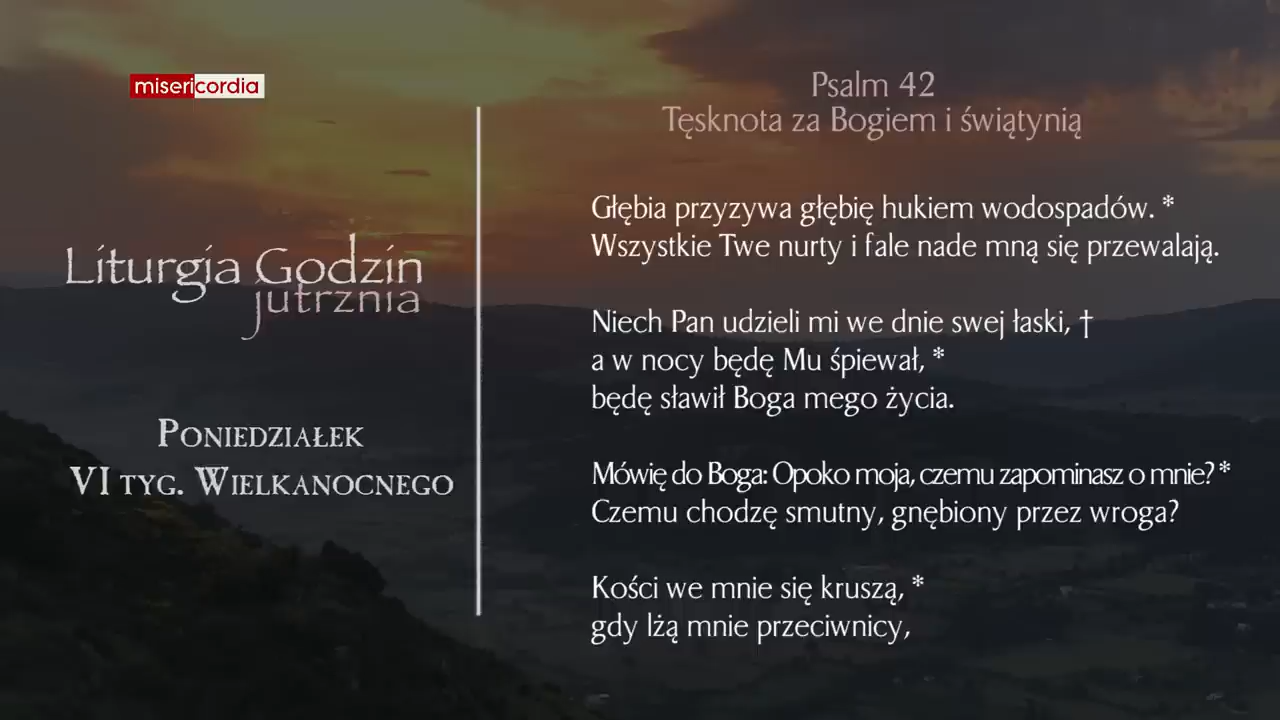 misericordia
Liturgia Godzin
jutrznia
Poniedziałek
VI tyg. Wielkanocnego
Psalm 42
Tęsknota za Bogiem i świątynią
Głębia przyzywa głębię hukiem wodospadów. *
Wszystkie Twe nurty i fale nade mną się przewalają.
Niech Pan udzieli mi we dnie swej łaski, †
a w nocy będę Mu śpiewał, *
będę sławił Boga mego życia.
Mówię do Boga: Opoko moja, czemu zapominasz o mnie? *
Czemu chodzę smutny, gnębiony przez wroga?
Kości we mnie się kruszą, *
gdy lżą mnie przeciwnicy,